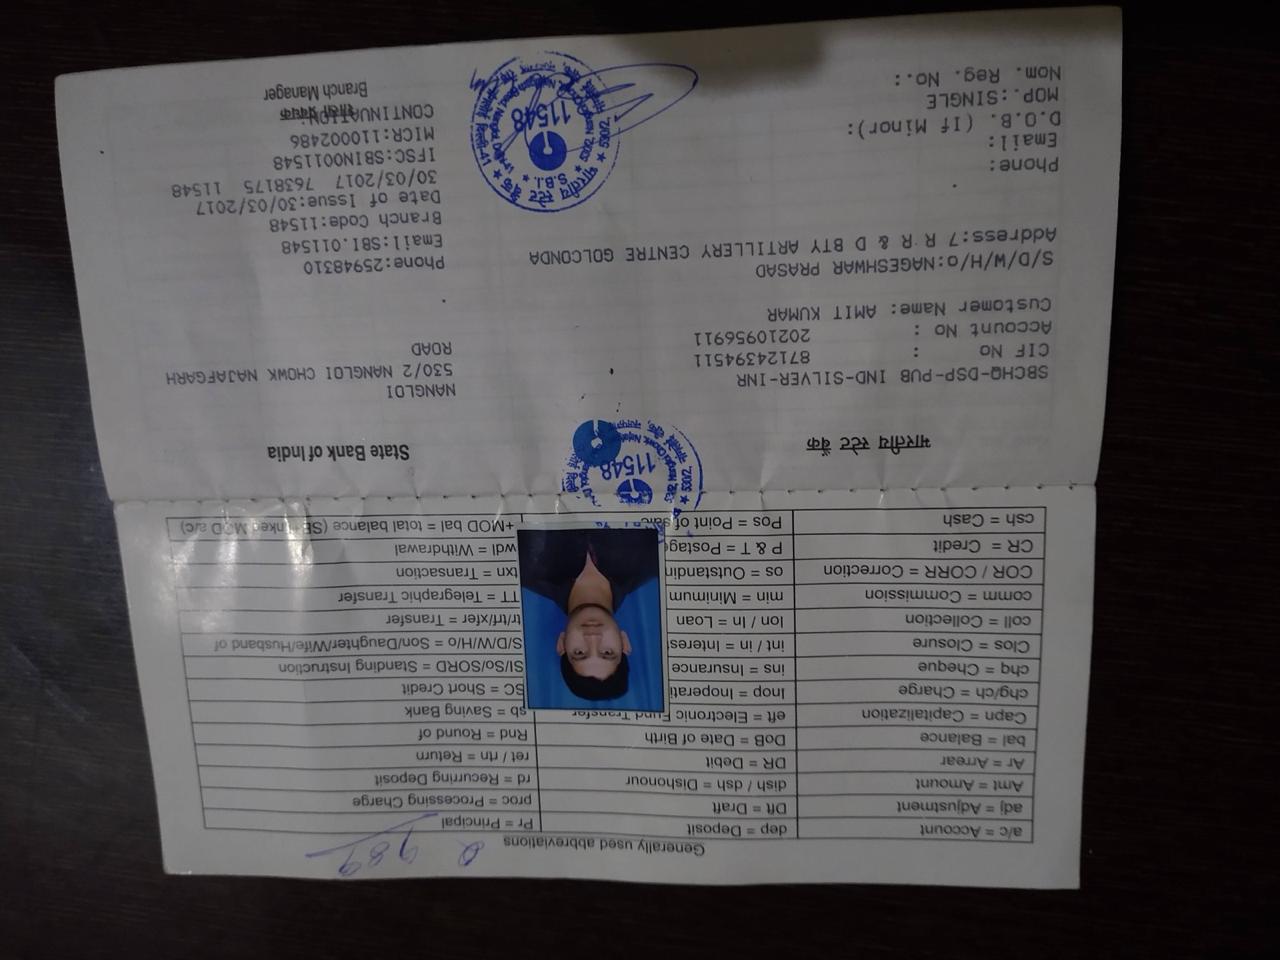 Generally used abbreviations
a/c = Account dep = Deposit Pr = Principal
adj = Adjustment Dft = Draft proc = Processing Charge
Amt = Amount dish / dsh = Dishonour rd = Recurring Deposit
Ar = Arrear DR = Debit ret / rtn = Return
bal = Balance DoB = Date of Birth Rnd = Round of
Capn = Capitalization eft = Electronic Fund Transfer sb = Saving Bank
chg/ch = Charge Inop = Inoperati SC = Short Credit
chq = Cheque ins = Insurance SI/So/SORD = Standing Instruction
Clos = Closure int / in = Interes S/D/W/H/o = Son/Daughter/Wife/Husband of
coll = Collection lon / ln = Loan tr/trf/xfer = Transfer
comm = Commission min = Minimum TT = Telegraphic Transfer
COR / CORR = Correction os = Outstandin txn = Transaction
CR = Credit P & T = Postage wdl = Withdrawal
csh = Cash Pos = Point of sale +MOD bal = total balance (SB+linked MOD a/c)
भारतीय स्टेट बैंक State Bank of India
SBCHQ-DSP-PUB IND-SILVER-INR
CIF No : 87124394511
Account No : 20210956911
Customer Name: AMIT KUMAR
S/D/W/H/o:NAGESHWAR PRASAD
Address:7 R R & D BTY ARTILLERY CENTRE GOLCONDA
Phone:
Email:
D.O.B. (If Minor):
MOP.:SINGLE
Nom. Reg. No.:
NANGLOI
530/2 NANGLOI CHOWK NAJAFGARH
ROAD
Phone:25948310
Email:SBI.011548
Branch Code:11548
Date of Issue:30/03/2017
30/03/2017 7638175 11548
IFSC:SBIN0011548
MICR:110002486
CONTINUATION:
शाखा प्रबंधक
Branch Manager
भारतीय स्टेट बैंक
S.B.I.
11548
11548